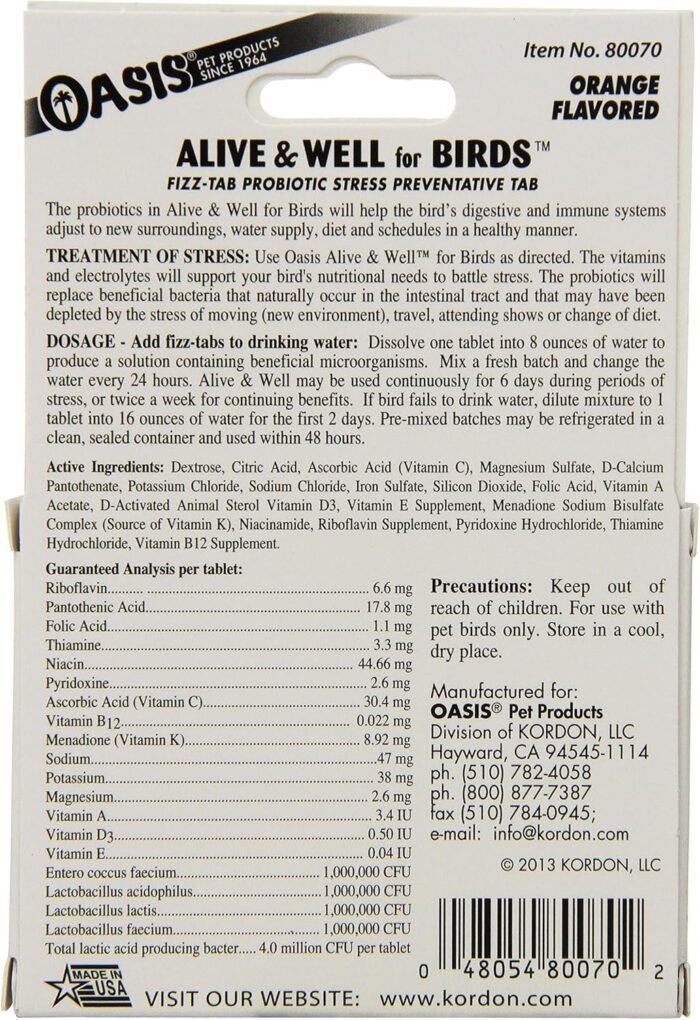 OASIS® PET PRODUCTS
SINCE 1964
Item No. 80070
ORANGE
FLAVORED
ALIVE & WELL for BIRDS™
FIZZ-TAB PROBIOTIC STRESS PREVENTATIVE TAB
The probiotics in Alive & Well for Birds will help the bird's digestive and immune systems
adjust to new surroundings, water supply, diet and schedules in a healthy manner.
TREATMENT OF STRESS: Use Oasis Alive & Well™ for Birds as directed. The vitamins
and electrolytes will support your bird's nutritional needs to battle stress. The probiotics will
replace beneficial bacteria that naturally occur in the intestinal tract and that may have been
depleted by the stress of moving (new environment), travel, attending shows or change of diet.
DOSAGE - Add fizz-tabs to drinking water: Dissolve one tablet into 8 ounces of water to
produce a solution containing beneficial microorganisms. Mix a fresh batch and change the
water every 24 hours. Alive & Well may be used continuously for 6 days during periods of
stress, or twice a week for continuing benefits. If bird fails to drink water, dilute mixture to 1
tablet into 16 ounces of water for the first 2 days. Pre-mixed batches may be refrigerated in a
clean, sealed container and used within 48 hours.
Active Ingredients: Dextrose, Citric Acid, Ascorbic Acid (Vitamin C), Magnesium Sulfate, D-Calcium
Pantothenate, Potassium Chloride, Sodium Chloride, Iron Sulfate, Silicon Dioxide, Folic Acid, Vitamin A
Acetate, D-Activated Animal Sterol Vitamin D3, Vitamin E Supplement, Menadione Sodium Bisulfate
Complex (Source of Vitamin K), Niacinamide, Riboflavin Supplement, Pyridoxine Hydrochloride, Thiamine
Hydrochloride, Vitamin B12 Supplement.
Guaranteed Analysis per tablet:
Riboflavin.......... 6.6 mg
Pantothenic Acid.......... 17.8 mg
Folic Acid.......... 1.1 mg
Thiamine.......... 3.3 mg
Niacin.......... 44.66 mg
Pyridoxine.......... 2.6 mg
Ascorbic Acid (Vitamin C).......... 30.4 mg
Vitamin B12.......... 0.022 mg
Menadione (Vitamin K).......... 8.92 mg
Sodium.......... 47 mg
Potassium.......... 38 mg
Magnesium.......... 2.6 mg
Vitamin A.......... 3.4 IU
Vitamin D3.......... 0.50 IU
Vitamin E.......... 0.04 IU
Entero coccus faecium.......... 1,000,000 CFU
Lactobacillus acidophilus.......... 1,000,000 CFU
Lactobacillus lactis.......... 1,000,000 CFU
Lactobacillus faecium.......... 1,000,000 CFU
Total lactic acid producing bacter..... 4.0 million CFU per tablet
Precautions: Keep out of
reach of children. For use with
pet birds only. Store in a cool,
dry place.
Manufactured for:
OASIS® Pet Products
Division of KORDON, LLC
Hayward, CA 94545-1114
ph. (510) 782-4058
ph. (800) 877-7387
fax (510) 784-0945;
e-mail: info@kordon.com
© 2013 KORDON, LLC
0 48054 80070 2
MADE IN
USA
VISIT OUR WEBSITE: www.kordon.com